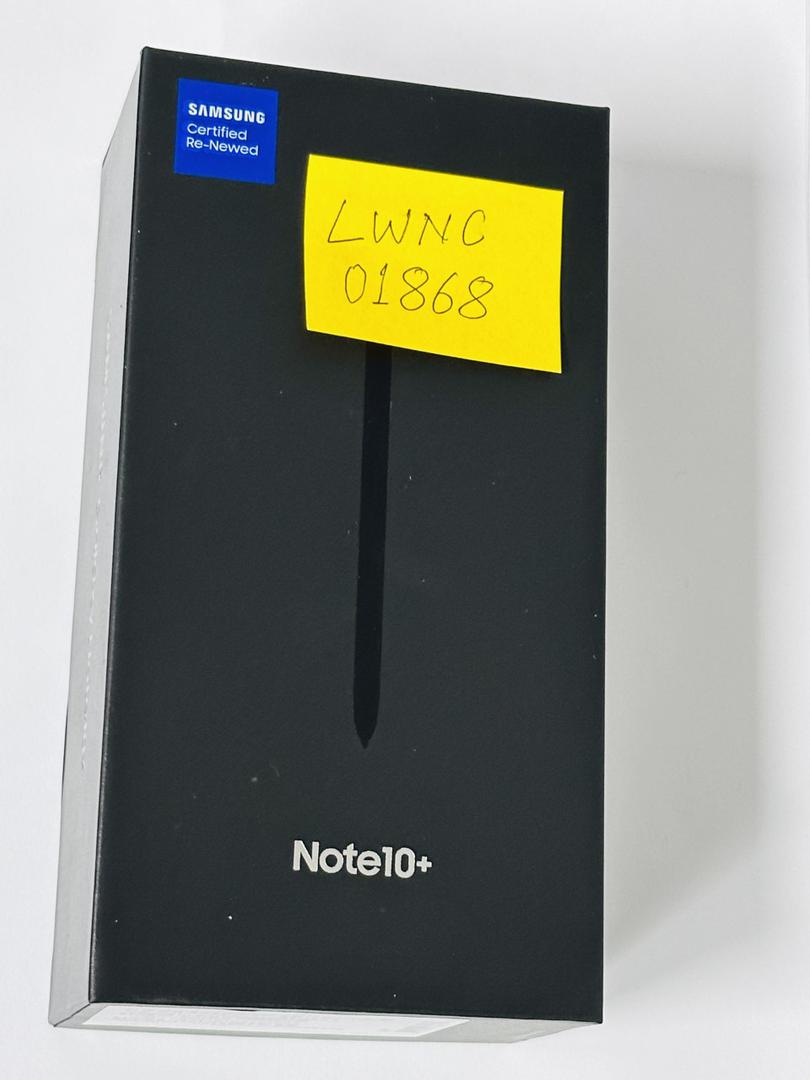 SAMSUNG
Certified
Re-Newed
LWNC
01868
Note10+